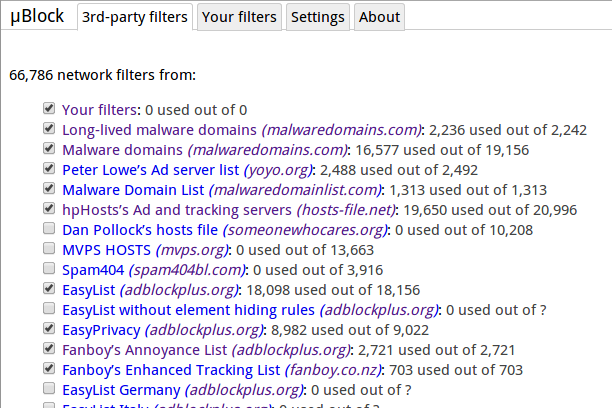 µBlock 3rd-party filters Your filters Settings About
66,786 network filters from:
Your filters: 0 used out of 0
Long-lived malware domains (malwaredomains.com): 2,236 used out of 2,242
Malware domains (malwaredomains.com): 16,577 used out of 19,156
Peter Lowe’s Ad server list (yoyo.org): 2,488 used out of 2,492
Malware Domain List (malwaredomainlist.com): 1,313 used out of 1,313
hpHosts’s Ad and tracking servers (hosts-file.net): 19,650 used out of 20,996
Dan Pollock’s hosts file (someonewhocares.org): 0 used out of 10,208
MVPS HOSTS (mvps.org): 0 used out of 13,663
Spam404 (spam404bl.com): 0 used out of 3,916
EasyList (adblockplus.org): 18,098 used out of 18,156
EasyList without element hiding rules (adblockplus.org): 0 used out of ?
EasyPrivacy (adblockplus.org): 8,982 used out of 9,022
Fanboy’s Annoyance List (adblockplus.org): 2,721 used out of 2,721
Fanboy’s Enhanced Tracking List (fanboy.co.nz): 703 used out of 703
EasyList Germany (adblockplus.org): 0 used out of ?
EasyList Italy (adblockplus.org): 0 used out of ?